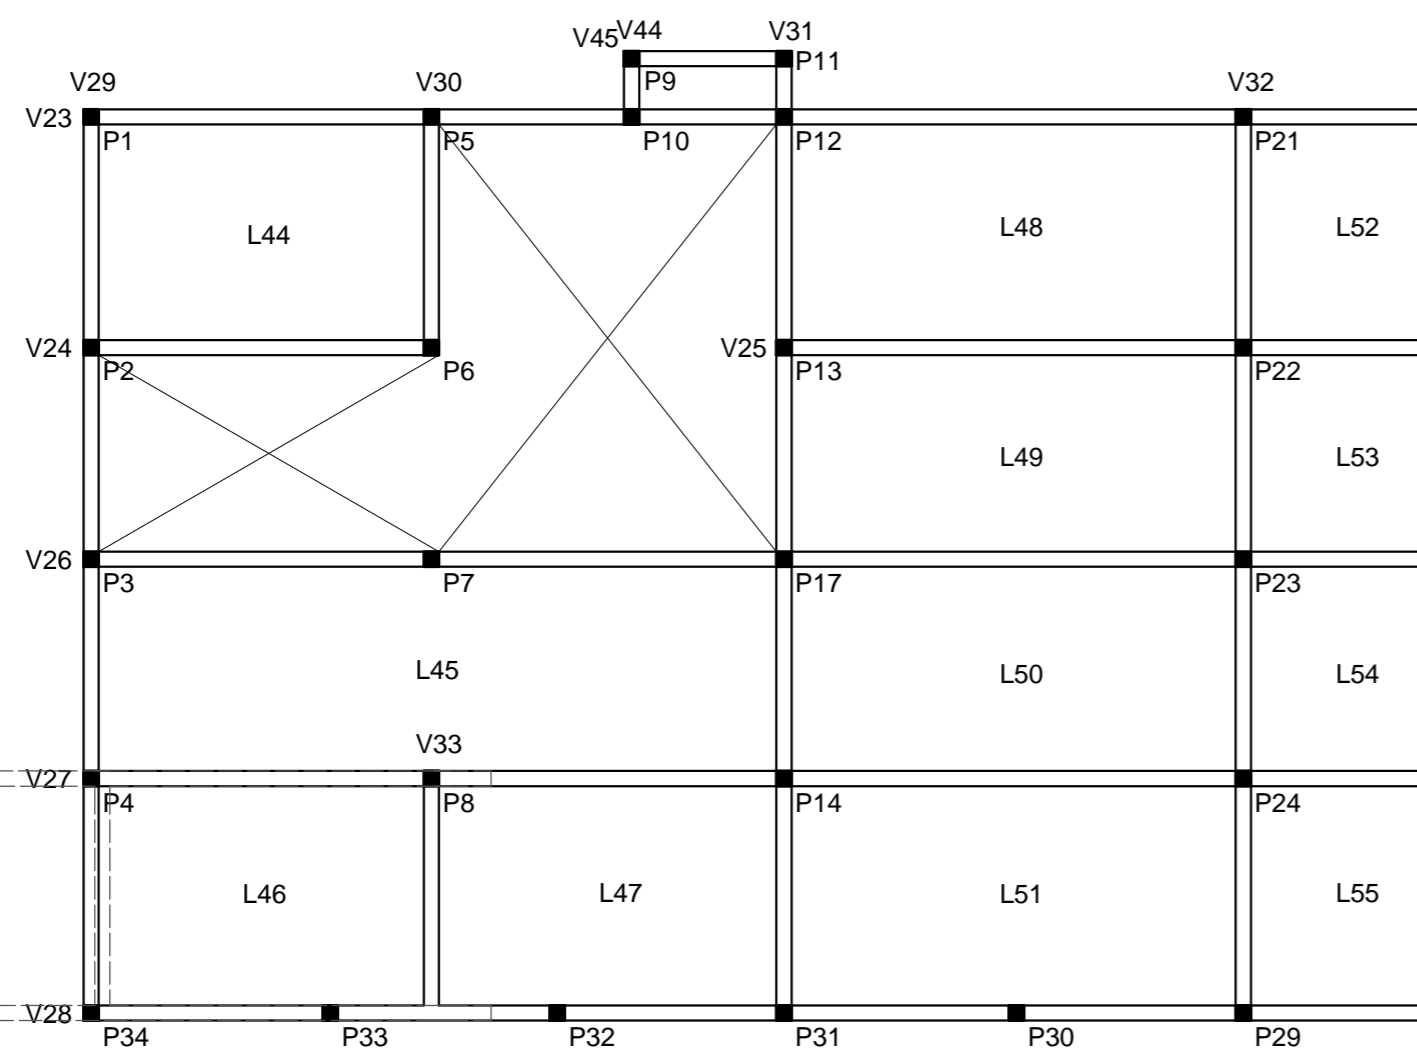 V45 V44 V31
P11
V29 V30 P9 V32
V23
P1 P5 P10 P12 P21
L44 L48 L52
V24 V25
P2 P6 P13 P22
L49 L53
V26
P3 P7 P17 P23
L45 L50 L54
V33
V27
P4 P8 P14 P24
L46 L47 L51 L55
V28
P34 P33 P32 P31 P30 P29